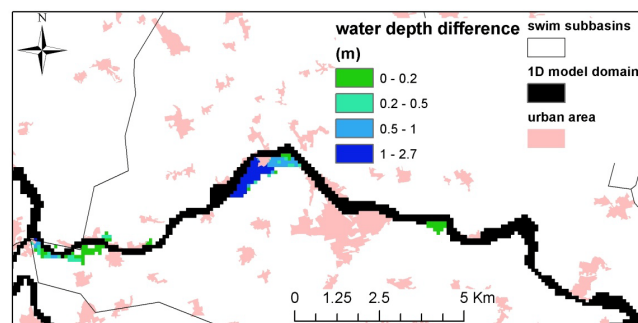 N
water depth difference
(m)
0 - 0.2
0.2 - 0.5
0.5 - 1
1 - 2.7
swim subbasins
1D model domain
urban area
0 1.25 2.5 5 Km